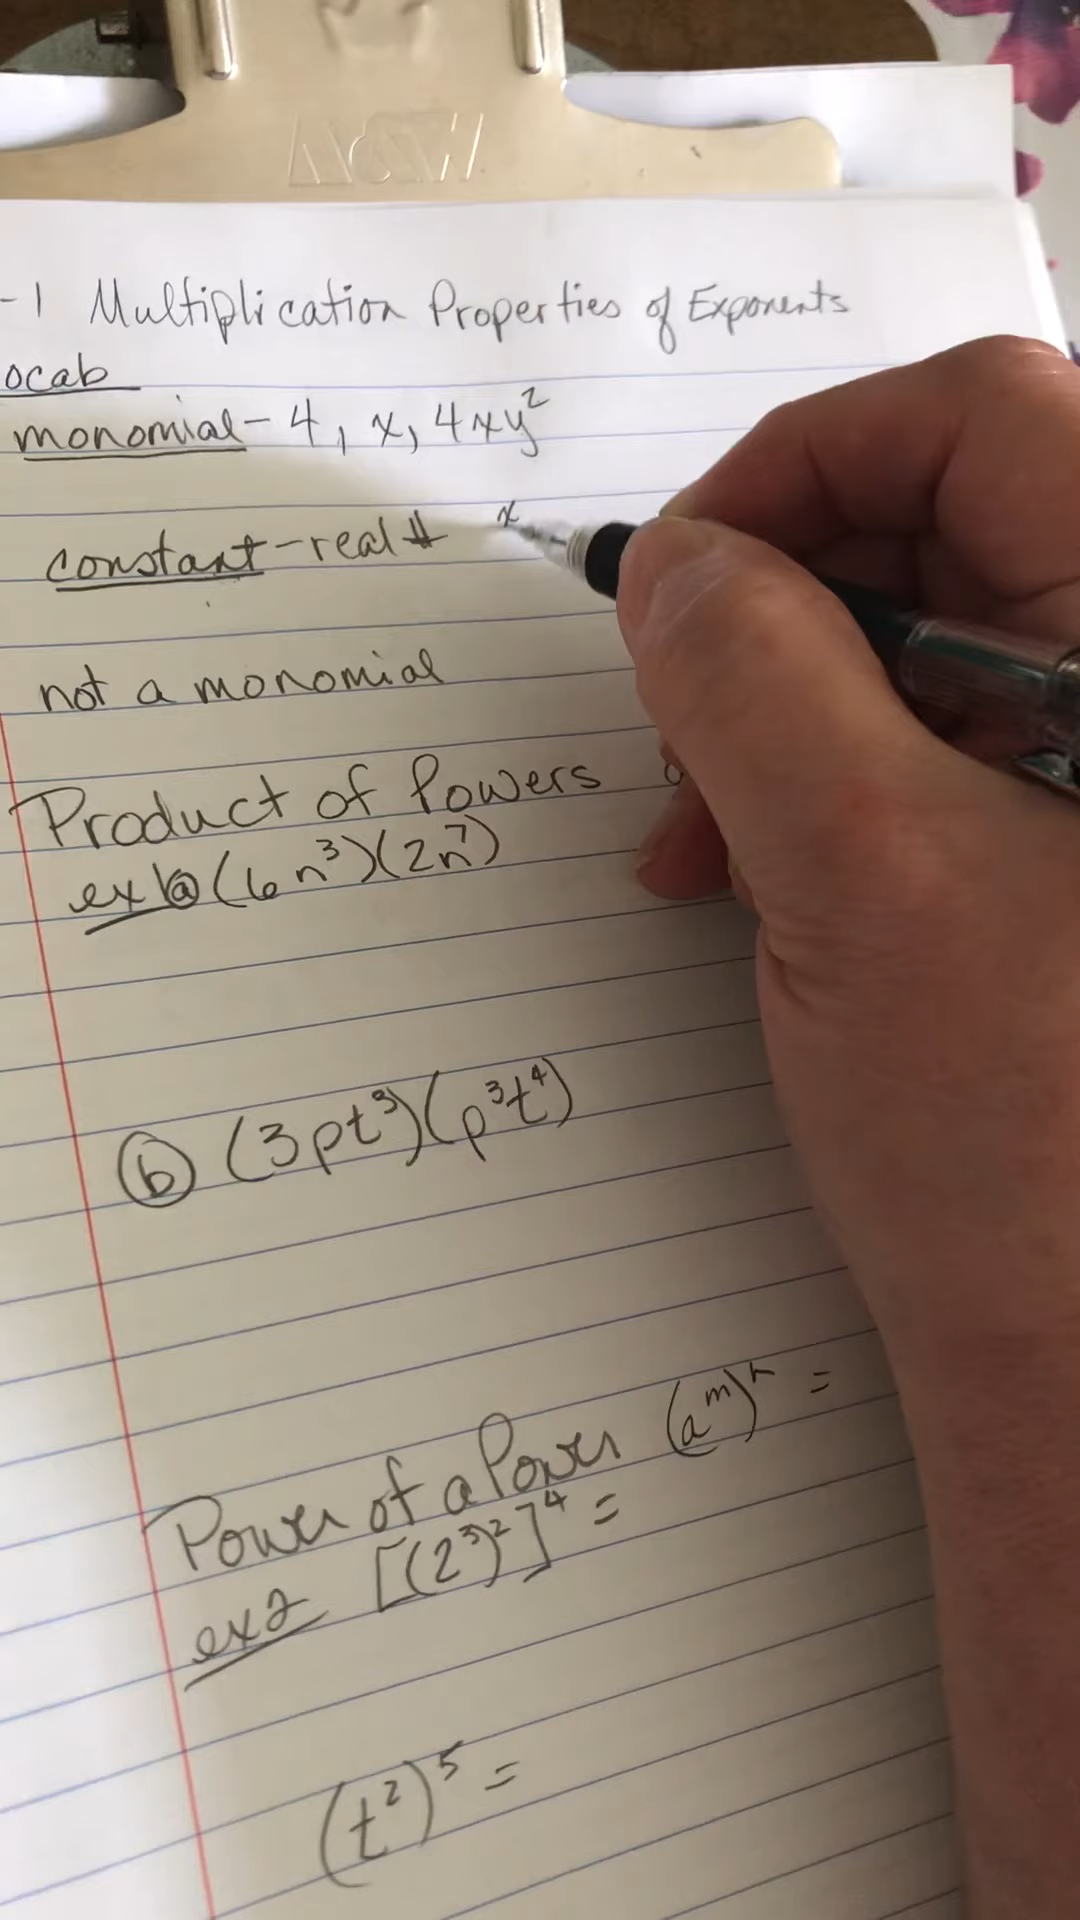 -1 Multiplication Properties of Exponents
ocab
monomial - 4, x, 4xy²
constant - real # x
not a monomial
Product of Powers
ex 1 ⓐ (6n³)(2n⁷)
ⓑ (3pt³)(p³t⁴)
Power of a Power (aᵐ)ⁿ =
ex 2 [(2³)²]⁴ =
(t²)⁵ =